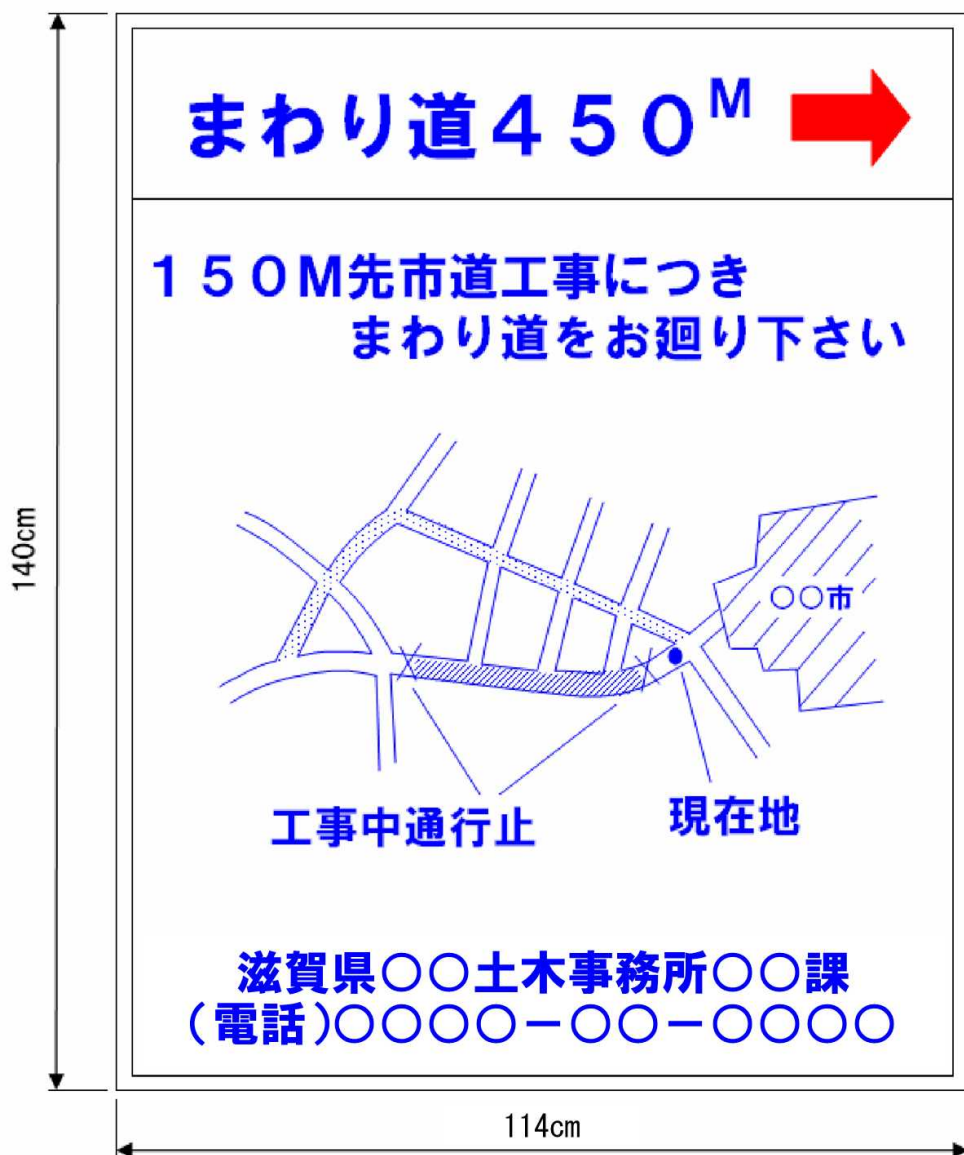 まわり道４５０M
１５０M先市道工事につき
まわり道をお廻り下さい
140cm
○○市
工事中通行止
現在地
滋賀県○○土木事務所○○課
（電話）○○○○－○○－○○○○
114cm